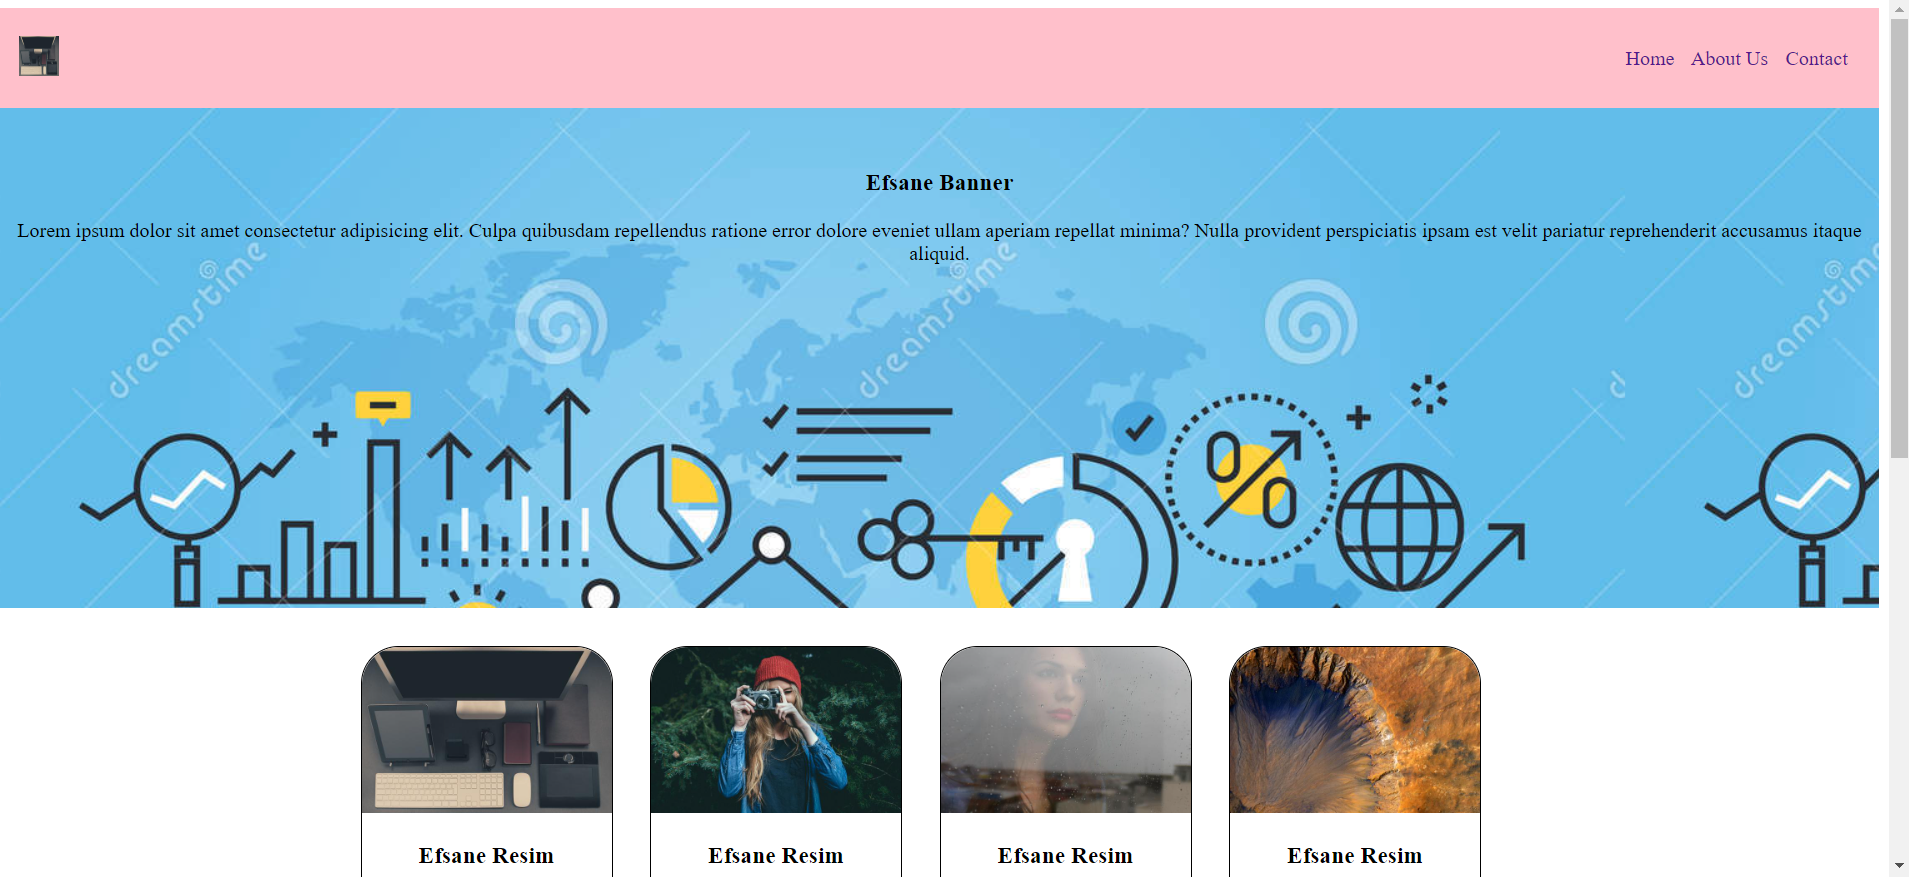 Home About Us Contact
Efsane Banner
Lorem ipsum dolor sit amet consectetur adipisicing elit. Culpa quibusdam repellendus ratione error dolore eveniet ullam aperiam repellat minima? Nulla provident perspiciatis ipsam est velit pariatur reprehenderit accusamus itaque
aliquid.
dreamstime dreamstime dreamstime
Efsane Resim Efsane Resim Efsane Resim Efsane Resim